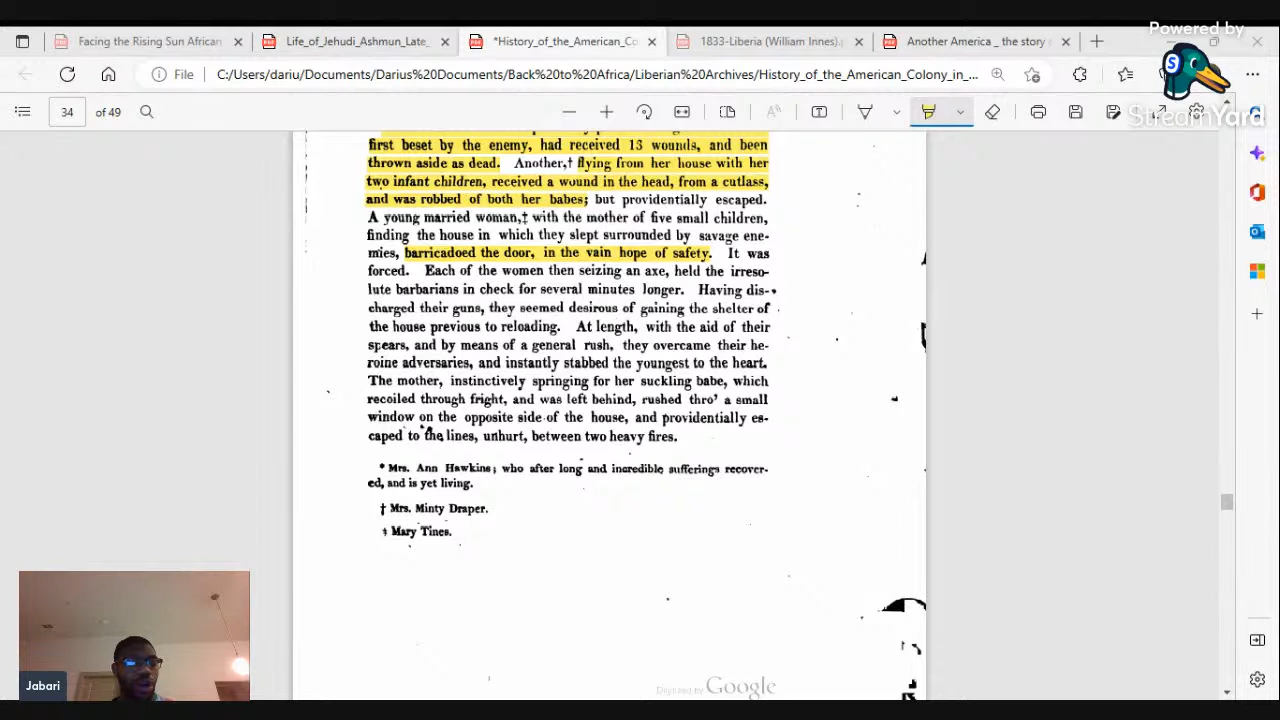 Powered by
StreamYard
Facing the Rising Sun African
Life_of_Jehudi_Ashmun_Late_
*History_of_the_American_Co
1833-Liberia (William Innes).p
Another America _ the story
File
C:/Users/dariu/Documents/Darius%20Documents/Back%20to%20Africa/Liberian%20Archives/History_of_the_American_Colony_in_...
34 of 49
first beset by the enemy, had received 13 wounds, and been
thrown aside as dead. Another,† flying from her house with her
two infant children, received a wound in the head, from a cutlass,
and was robbed of both her babes; but providentially escaped.
A young married woman,‡ with the mother of five small children,
finding the house in which they slept surrounded by savage ene-
mies, barricadoed the door, in the vain hope of safety. It was
forced. Each of the women then seizing an axe, held the irreso-
lute barbarians in check for several minutes longer. Having dis-
charged their guns, they seemed desirous of gaining the shelter of
the house previous to reloading. At length, with the aid of their
spears, and by means of a general rush, they overcame their he-
roine adversaries, and instantly stabbed the youngest to the heart.
The mother, instinctively springing for her suckling babe, which
recoiled through fright, and was left behind, rushed thro' a small
window on the opposite side of the house, and providentially es-
caped to the lines, unhurt, between two heavy fires.
* Mrs. Ann Hawkins; who after long and incredible sufferings recover-
ed, and is yet living.
† Mrs. Minty Draper.
‡ Mary Tines.
Digitized by Google
Jabari